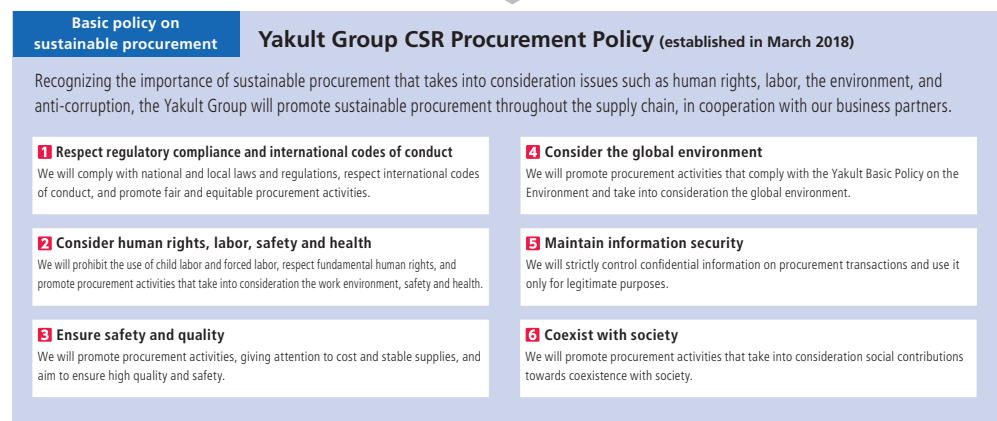 Basic policy on
sustainable procurement
Yakult Group CSR Procurement Policy (established in March 2018)
Recognizing the importance of sustainable procurement that takes into consideration issues such as human rights, labor, the environment, and
anti-corruption, the Yakult Group will promote sustainable procurement throughout the supply chain, in cooperation with our business partners.
1 Respect regulatory compliance and international codes of conduct
We will comply with national and local laws and regulations, respect international codes
of conduct, and promote fair and equitable procurement activities.
2 Consider human rights, labor, safety and health
We will prohibit the use of child labor and forced labor, respect fundamental human rights, and
promote procurement activities that take into consideration the work environment, safety and health.
3 Ensure safety and quality
We will promote procurement activities, giving attention to cost and stable supplies, and
aim to ensure high quality and safety.
4 Consider the global environment
We will promote procurement activities that comply with the Yakult Basic Policy on the
Environment and take into consideration the global environment.
5 Maintain information security
We will strictly control confidential information on procurement transactions and use it
only for legitimate purposes.
6 Coexist with society
We will promote procurement activities that take into consideration social contributions
towards coexistence with society.